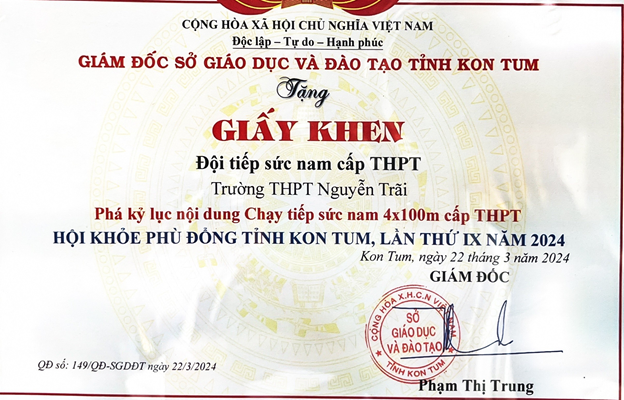 CỘNG HÒA XÃ HỘI CHỦ NGHĨA VIỆT NAM
Độc lập – Tự do – Hạnh phúc
GIÁM ĐỐC SỞ GIÁO DỤC VÀ ĐÀO TẠO TỈNH KON TUM
Tặng
GIẤY KHEN
Đội tiếp sức nam cấp THPT
Trường THPT Nguyễn Trãi
Phá kỷ lục nội dung Chạy tiếp sức nam 4x100m cấp THPT
HỘI KHỎE PHÙ ĐỔNG TỈNH KON TUM, LẦN THỨ IX NĂM 2024
Kon Tum, ngày 22 tháng 3 năm 2024
GIÁM ĐỐC
CỘNG HÒA X.H.C.N VIỆT NAM
SỞ
GIÁO DỤC
VÀ ĐÀO TẠO
TỈNH KON TUM
QĐ số: 149/QĐ-SGDĐT ngày 22/3/2024
Phạm Thị Trung